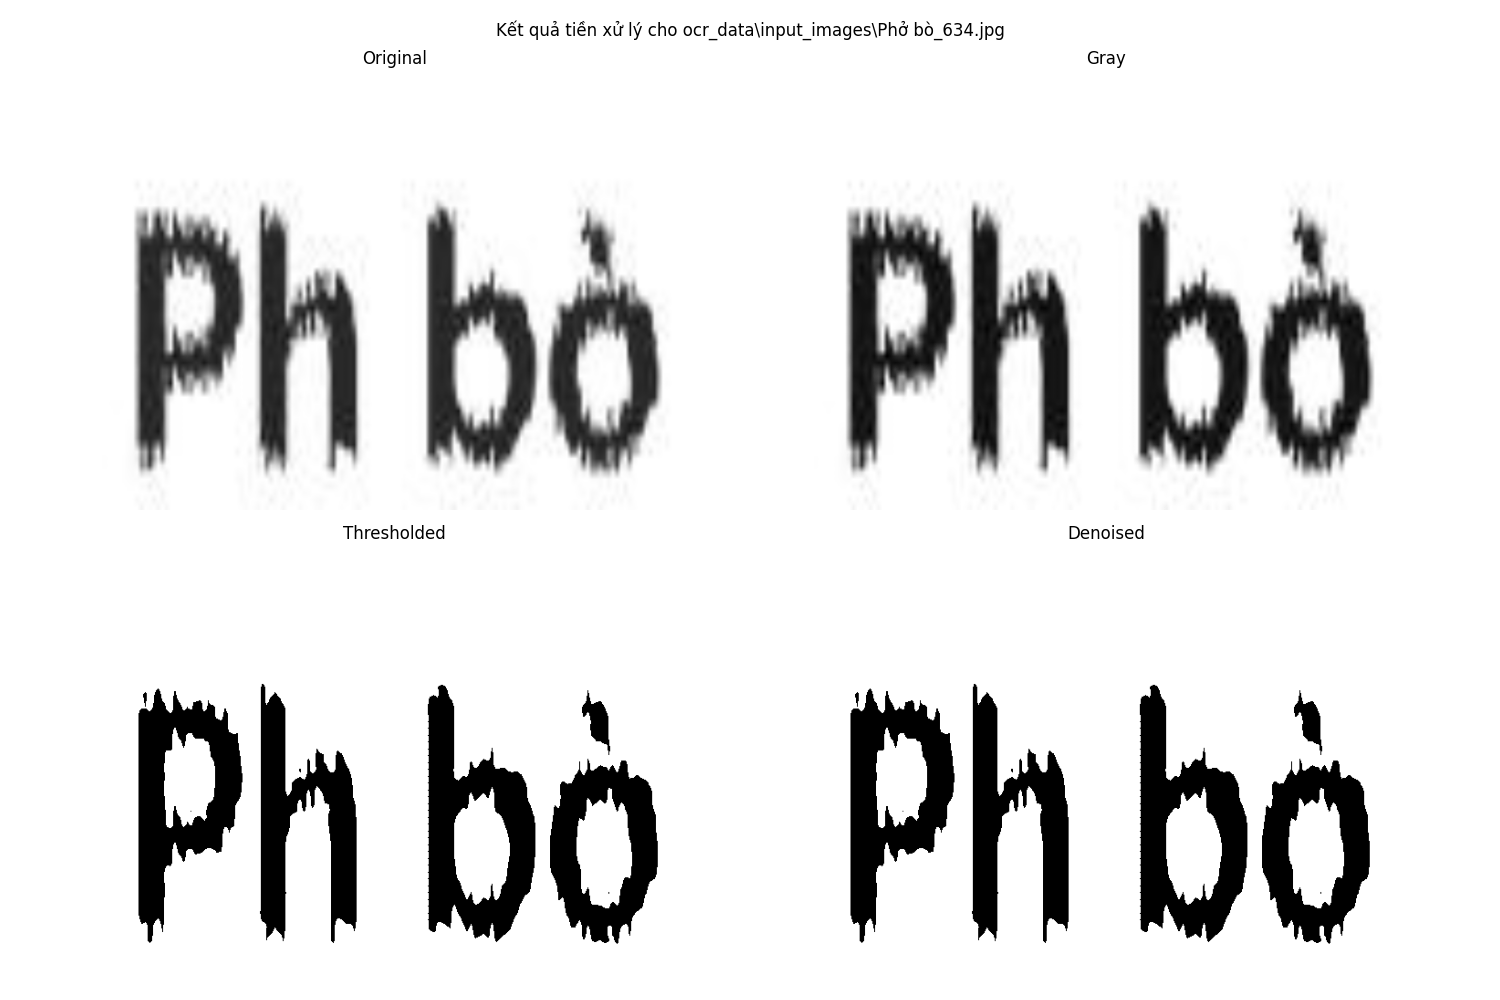 Kết quả tiền xử lý cho ocr_data\input_images\Phở bò_634.jpg
Original
Gray
Ph bò
Ph bò
Thresholded
Denoised
Ph bò
Ph bò